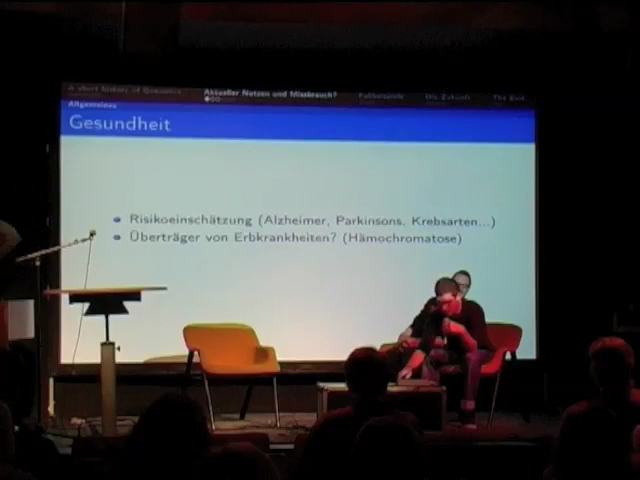 A short history of Genomics
Aktueller Nutzen und Missbrauch?
Fallbeispiele
Die Zukunft
The End
Allgemeines
Gesundheit
Risikoeinschätzung (Alzheimer, Parkinsons, Krebsarten...)
Überträger von Erbkrankheiten? (Hämochromatose)